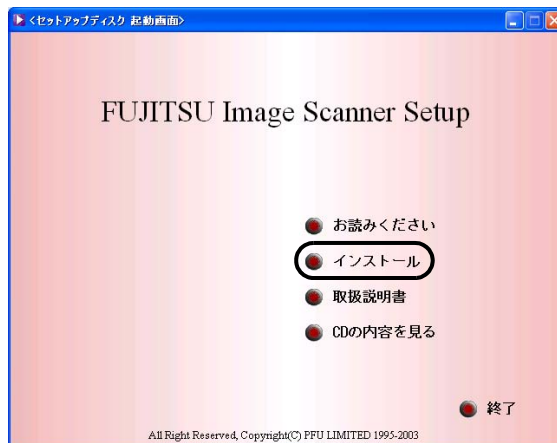 <セットアップディスク 起動画面>
FUJITSU Image Scanner Setup
お読みください
インストール
取扱説明書
CDの内容を見る
終了
All Right Reserved, Copyright(C) PFU LIMITED 1995-2003